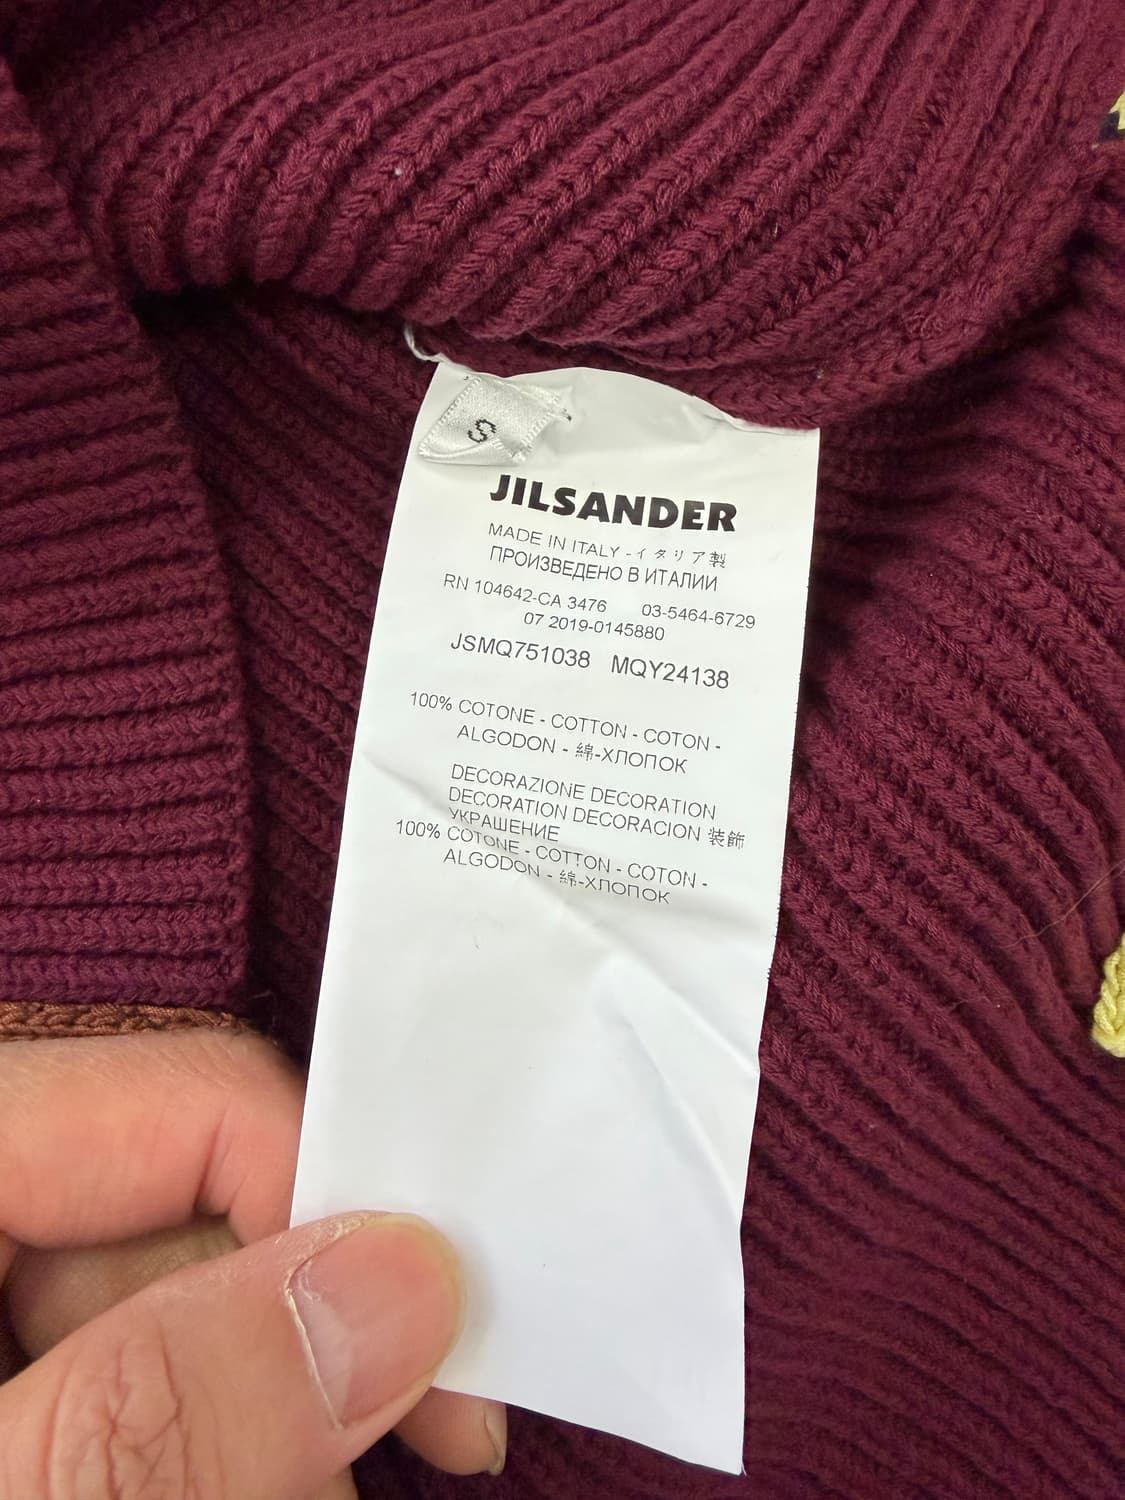 S
JILSANDER
MADE IN ITALY - イタリア製
ПРОИЗВЕДЕНО В ИТАЛИИ
RN 104642-CA 3476 03-5464-6729
07 2019-0145880
JSMQ751038 MQY24138
100% COTONE - COTTON - COTON -
ALGODON - 綿-ХЛОПОК
DECORAZIONE DECORATION
DECORATION DECORACION 装飾
УКРАШЕНИЕ
100% COTONE - COTTON - COTON -
ALGODON - 綿-ХЛОПОК